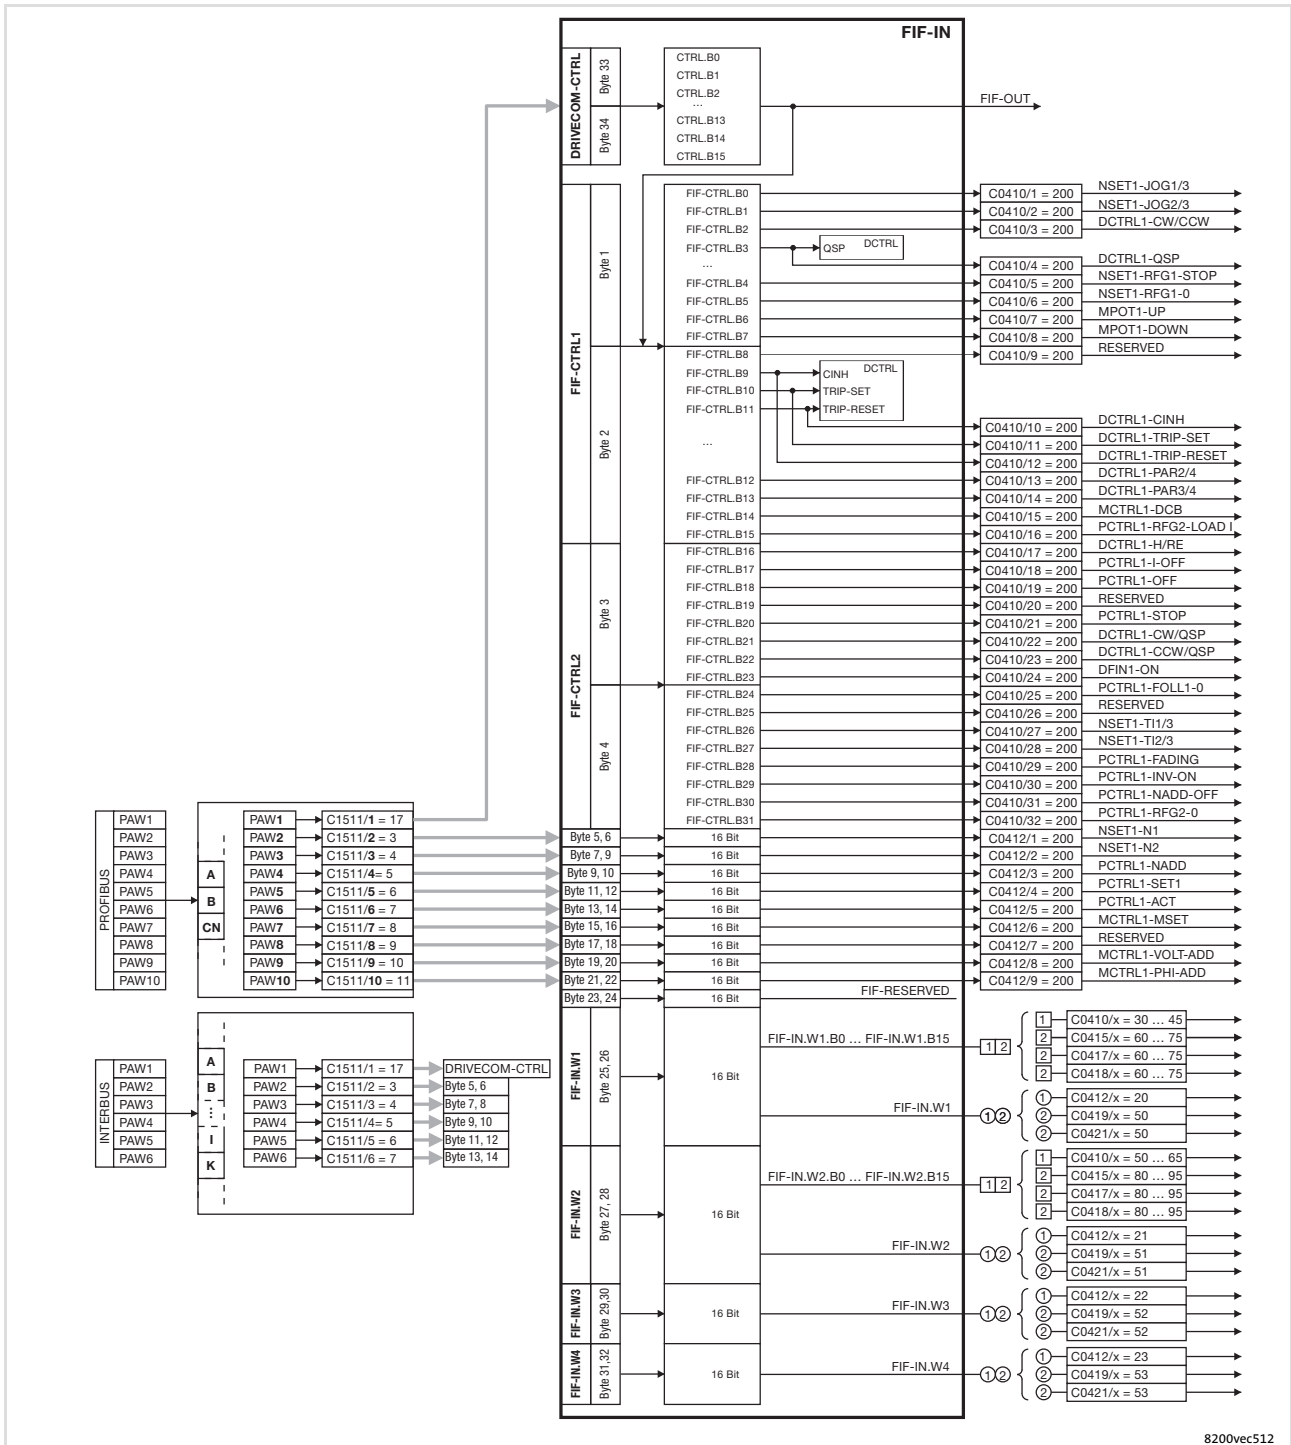 FIF-IN
DRIVECOM-CTRL
Byte 33
Byte 34
CTRL.B0
CTRL.B1
CTRL.B2
...
CTRL.B13
CTRL.B14
CTRL.B15
FIF-OUT
FIF-CTRL1
Byte 1
Byte 2
FIF-CTRL.B0 C0410/1 = 200 NSET1-JOG1/3
FIF-CTRL.B1 C0410/2 = 200 NSET1-JOG2/3
FIF-CTRL.B2 C0410/3 = 200 DCTRL1-CW/CCW
FIF-CTRL.B3 QSP DCTRL
... C0410/4 = 200 DCTRL1-QSP
FIF-CTRL.B4 C0410/5 = 200 NSET1-RFG1-STOP
FIF-CTRL.B5 C0410/6 = 200 NSET1-RFG1-0
FIF-CTRL.B6 C0410/7 = 200 MPOT1-UP
FIF-CTRL.B7 C0410/8 = 200 MPOT1-DOWN
FIF-CTRL.B8 C0410/9 = 200 RESERVED
FIF-CTRL.B9 CINH DCTRL
FIF-CTRL.B10 TRIP-SET
FIF-CTRL.B11 TRIP-RESET
C0410/10 = 200 DCTRL1-CINH
... C0410/11 = 200 DCTRL1-TRIP-SET
C0410/12 = 200 DCTRL1-TRIP-RESET
FIF-CTRL.B12 C0410/13 = 200 DCTRL1-PAR2/4
FIF-CTRL.B13 C0410/14 = 200 DCTRL1-PAR3/4
FIF-CTRL.B14 C0410/15 = 200 MCTRL1-DCB
FIF-CTRL.B15 C0410/16 = 200 PCTRL1-RFG2-LOAD I
FIF-CTRL2
Byte 3
Byte 4
FIF-CTRL.B16 C0410/17 = 200 DCTRL1-H/RE
FIF-CTRL.B17 C0410/18 = 200 PCTRL1-I-OFF
FIF-CTRL.B18 C0410/19 = 200 PCTRL1-OFF
FIF-CTRL.B19 C0410/20 = 200 RESERVED
FIF-CTRL.B20 C0410/21 = 200 PCTRL1-STOP
FIF-CTRL.B21 C0410/22 = 200 DCTRL1-CW/QSP
FIF-CTRL.B22 C0410/23 = 200 DCTRL1-CCW/QSP
FIF-CTRL.B23 C0410/24 = 200 DFIN1-ON
FIF-CTRL.B24 C0410/25 = 200 PCTRL1-FOLL1-0
FIF-CTRL.B25 C0410/26 = 200 RESERVED
FIF-CTRL.B26 C0410/27 = 200 NSET1-TI1/3
FIF-CTRL.B27 C0410/28 = 200 NSET1-TI2/3
FIF-CTRL.B28 C0410/29 = 200 PCTRL1-FADING
FIF-CTRL.B29 C0410/30 = 200 PCTRL1-INV-ON
FIF-CTRL.B30 C0410/31 = 200 PCTRL1-NADD-OFF
FIF-CTRL.B31 C0410/32 = 200 PCTRL1-RFG2-0
PROFIBUS
A
B
CN
PAW1 PAW1 C1511/1 = 17
PAW2 PAW2 C1511/2 = 3 Byte 5, 6 16 Bit C0412/1 = 200 NSET1-N1
PAW3 PAW3 C1511/3 = 4 Byte 7, 9 16 Bit C0412/2 = 200 NSET1-N2
PAW4 PAW4 C1511/4= 5 Byte 9, 10 16 Bit C0412/3 = 200 PCTRL1-NADD
PAW5 PAW5 C1511/5 = 6 Byte 11, 12 16 Bit C0412/4 = 200 PCTRL1-SET1
PAW6 PAW6 C1511/6 = 7 Byte 13, 14 16 Bit C0412/5 = 200 PCTRL1-ACT
PAW7 PAW7 C1511/7 = 8 Byte 15, 16 16 Bit C0412/6 = 200 MCTRL1-MSET
PAW8 PAW8 C1511/8 = 9 Byte 17, 18 16 Bit C0412/7 = 200 RESERVED
PAW9 PAW9 C1511/9 = 10 Byte 19, 20 16 Bit C0412/8 = 200 MCTRL1-VOLT-ADD
PAW10 PAW10 C1511/10 = 11 Byte 21, 22 16 Bit C0412/9 = 200 MCTRL1-PHI-ADD
Byte 23, 24 16 Bit FIF-RESERVED
INTERBUS
A
B
...
I
K
PAW1 PAW1 C1511/1 = 17 DRIVECOM-CTRL
PAW2 PAW2 C1511/2 = 3 Byte 5, 6
PAW3 PAW3 C1511/3 = 4 Byte 7, 8
PAW4 PAW4 C1511/4= 5 Byte 9, 10
PAW5 PAW5 C1511/5 = 6 Byte 11, 12
PAW6 PAW6 C1511/6 = 7 Byte 13, 14
FIF-IN.W1
Byte 25, 26
16 Bit
FIF-IN.W1.B0 ... FIF-IN.W1.B15 1 2
1 C0410/x = 30 ... 45
2 C0415/x = 60 ... 75
2 C0417/x = 60 ... 75
2 C0418/x = 60 ... 75
FIF-IN.W1 1 2
1 C0412/x = 20
2 C0419/x = 50
2 C0421/x = 50
FIF-IN.W2
Byte 27, 28
16 Bit
FIF-IN.W2.B0 ... FIF-IN.W2.B15 1 2
1 C0410/x = 50 ... 65
2 C0415/x = 80 ... 95
2 C0417/x = 80 ... 95
2 C0418/x = 80 ... 95
FIF-IN.W2 1 2
1 C0412/x = 21
2 C0419/x = 51
2 C0421/x = 51
FIF-IN.W3
Byte 29,30
16 Bit
FIF-IN.W3 1 2
1 C0412/x = 22
2 C0419/x = 52
2 C0421/x = 52
FIF-IN.W4
Byte 31,32
16 Bit
FIF-IN.W4 1 2
1 C0412/x = 23
2 C0419/x = 53
2 C0421/x = 53
8200vec512